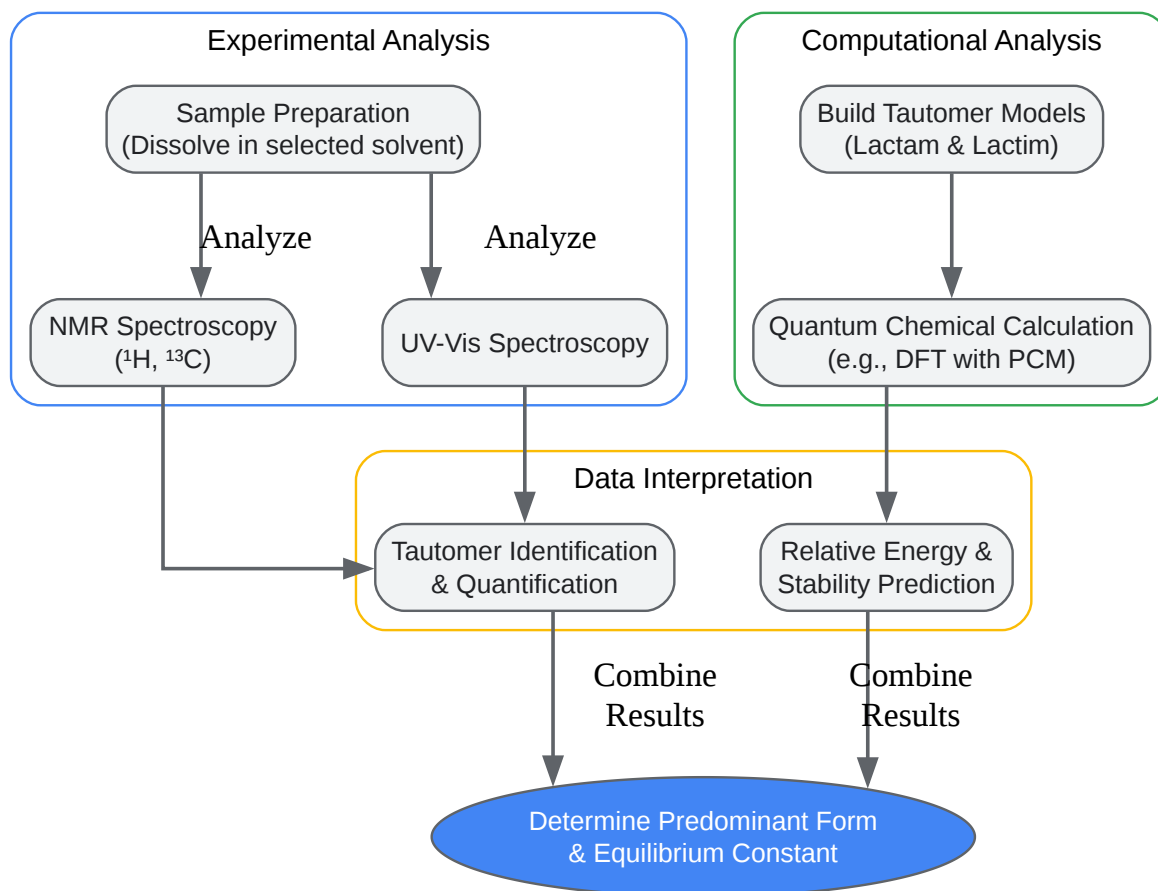 Experimental Analysis
Sample Preparation
(Dissolve in selected solvent)
Analyze
Analyze
NMR Spectroscopy
(¹H, ¹³C)
UV-Vis Spectroscopy
Computational Analysis
Build Tautomer Models
(Lactam & Lactim)
Quantum Chemical Calculation
(e.g., DFT with PCM)
Data Interpretation
Tautomer Identification
& Quantification
Relative Energy &
Stability Prediction
Combine
Results
Combine
Results
Determine Predominant Form
& Equilibrium Constant